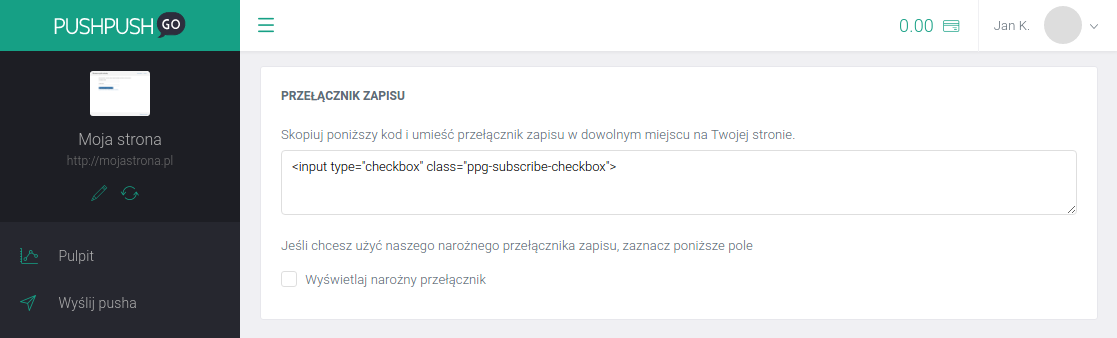 PUSHPUSH GO
0.00
Jan K.
Moja strona
http://mojastrona.pl
Pulpit
Wyślij pusha
PRZEŁĄCZNIK ZAPISU
Skopiuj poniższy kod i umieść przełącznik zapisu w dowolnym miejscu na Twojej stronie.
<input type="checkbox" class="ppg-subscribe-checkbox">
Jeśli chcesz użyć naszego narożnego przełącznika zapisu, zaznacz poniższe pole
Wyświetlaj narożny przełącznik